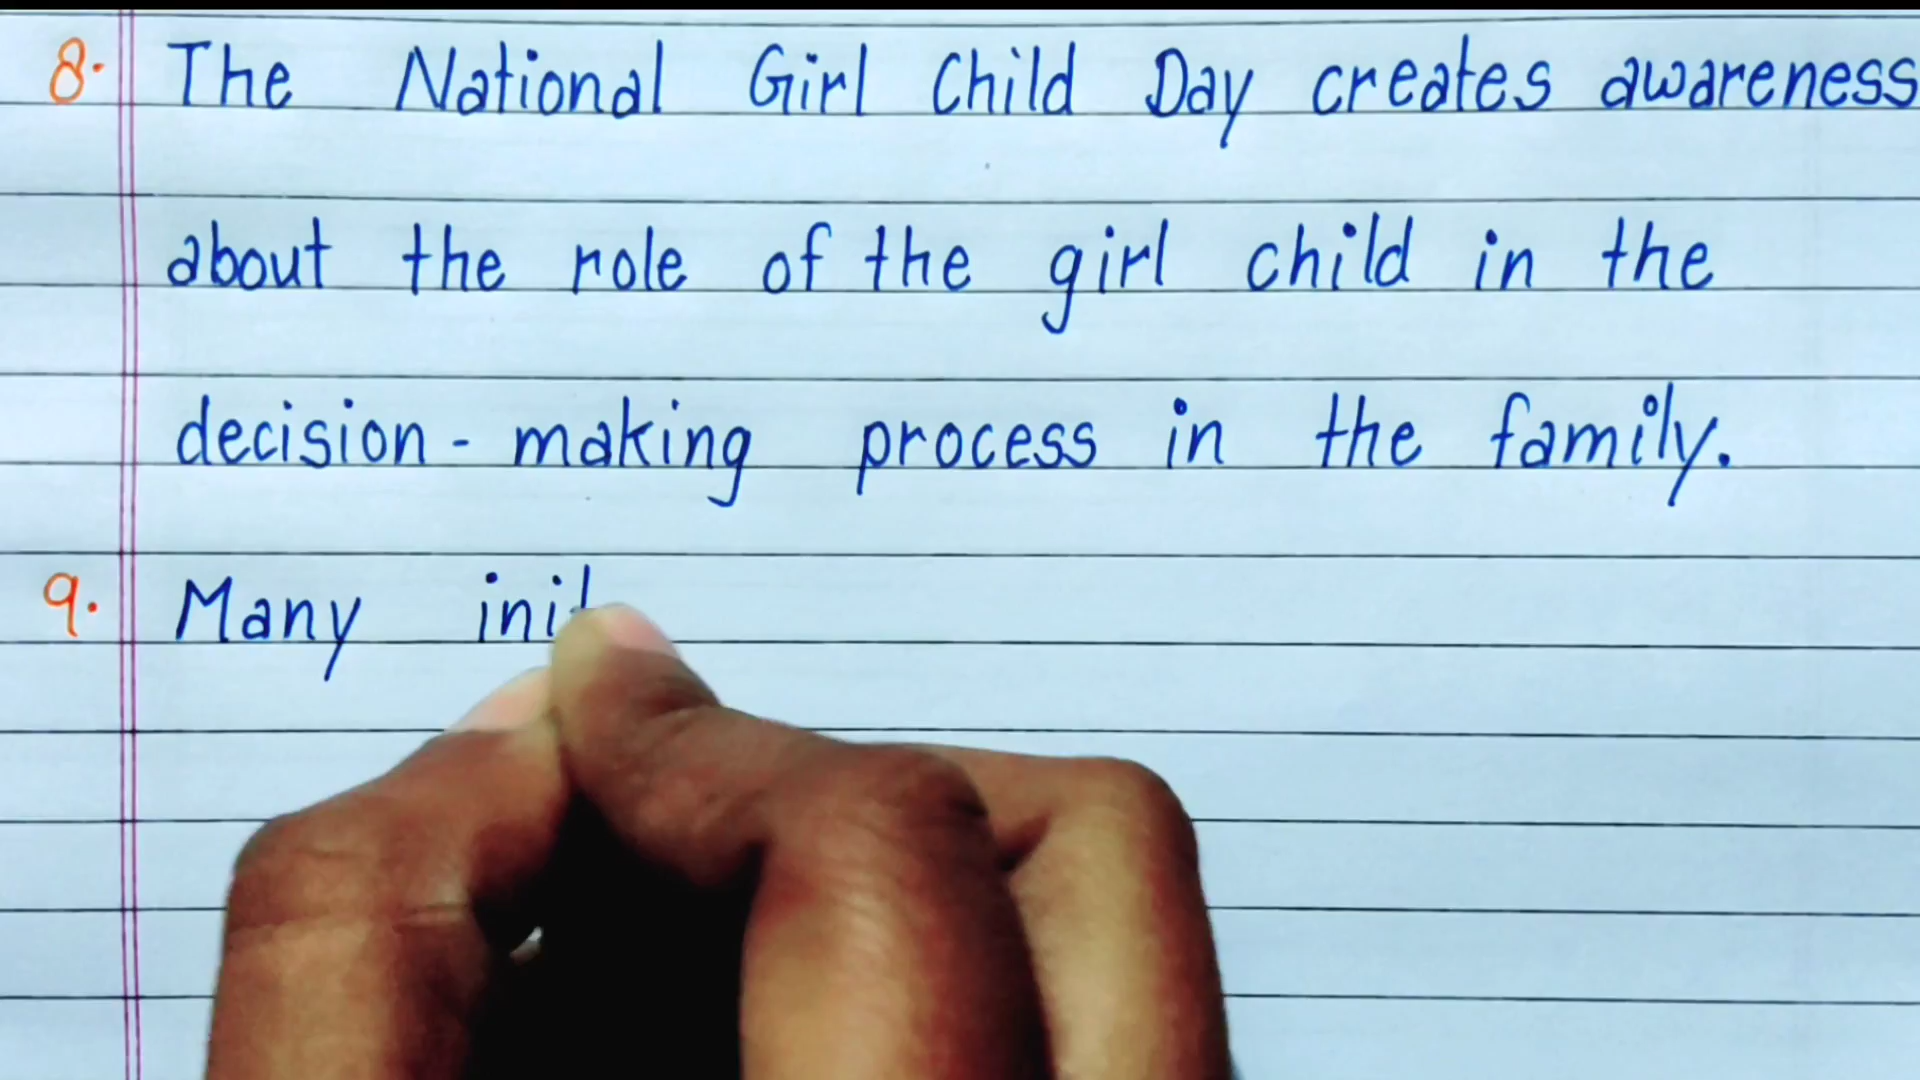 8. The National Girl Child Day creates awareness
about the role of the girl child in the
decision-making process in the family.
9. Many init